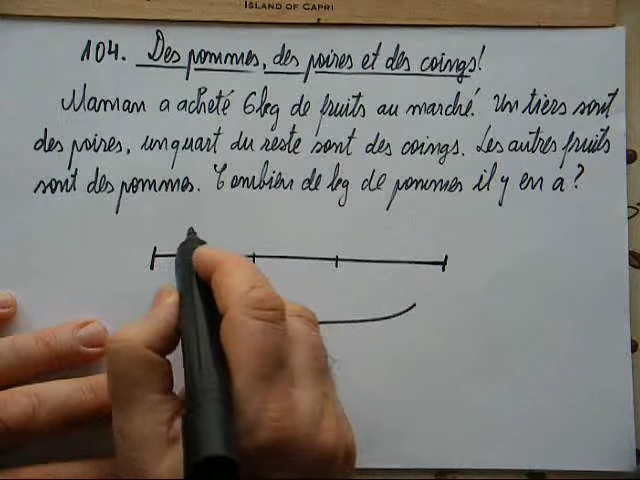 ISLAND OF CAPRI
104. Des pommes, des poires et des coings!
Maman a acheté 6 kg de fruits au marché. Un tiers sont
des poires, un quart du reste sont des coings. Les autres fruits
sont des pommes. Combien de kg de pommes il y en a?